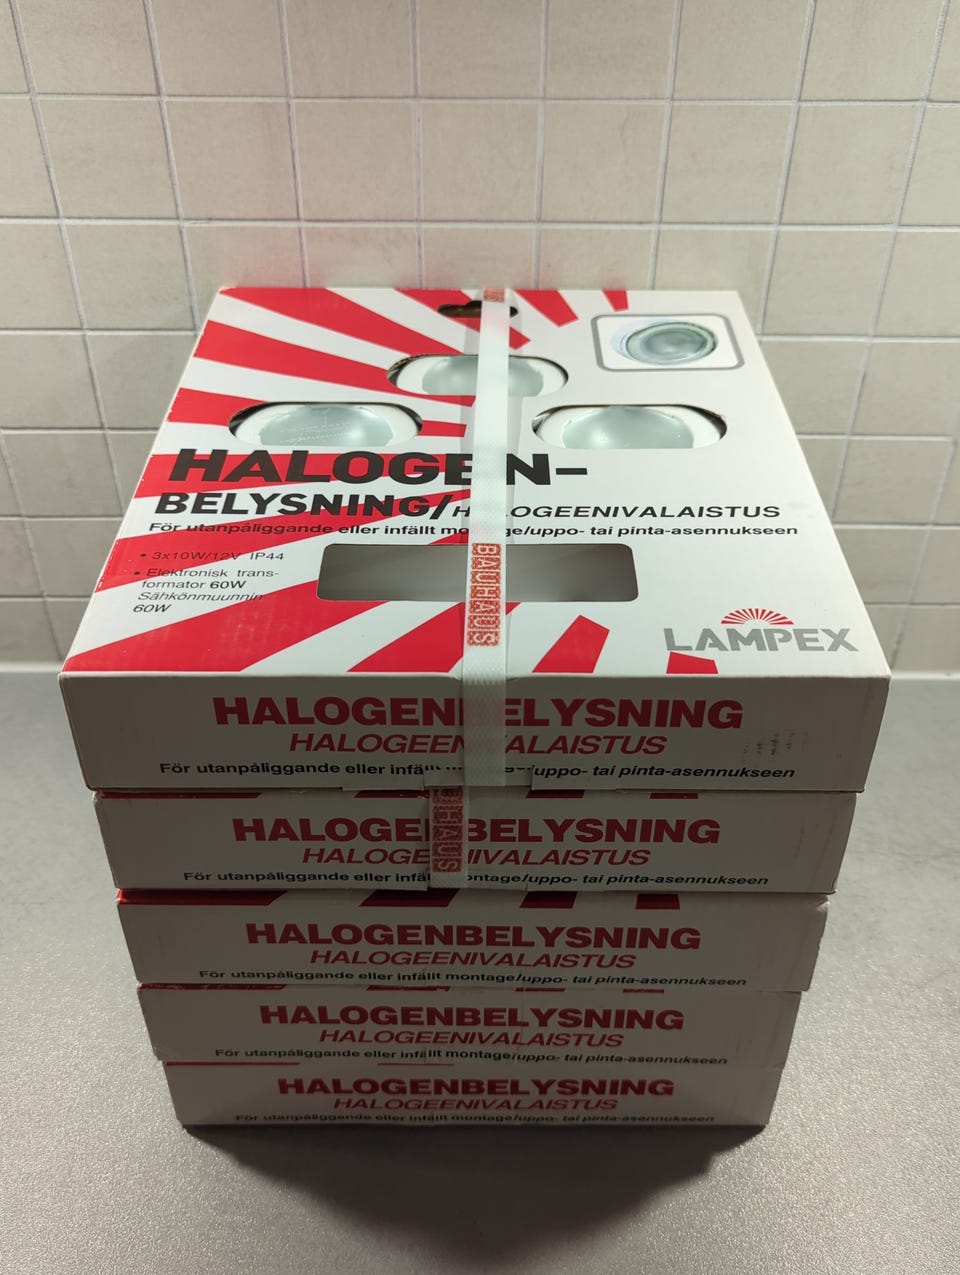 HALOGEN-
BELYSNING/HALOGEENIVALAISTUS
För utanpåliggande eller infällt montage/uppo- tai pinta-asennukseen
• 3x10W/12V IP44
• Elektronisk trans-
formator 60W
Sähkönmuunnin
60W
BAUHAUS
LAMPEX
HALOGENBELYSNING
HALOGEENIVALAISTUS
För utanpåliggande eller infällt montage/uppo- tai pinta-asennukseen
BAUHAUS
HALOGENBELYSNING
HALOGEENIVALAISTUS
För utanpåliggande eller infällt montage/uppo- tai pinta-asennukseen
HALOGENBELYSNING
HALOGEENIVALAISTUS
För utanpåliggande eller infällt montage/uppo- tai pinta-asennukseen
HALOGENBELYSNING
HALOGEENIVALAISTUS
För utanpåliggande eller infällt montage/uppo- tai pinta-asennukseen
HALOGENBELYSNING
HALOGEENIVALAISTUS
För utanpåliggande eller infällt montage/uppo- tai pinta-asennukseen